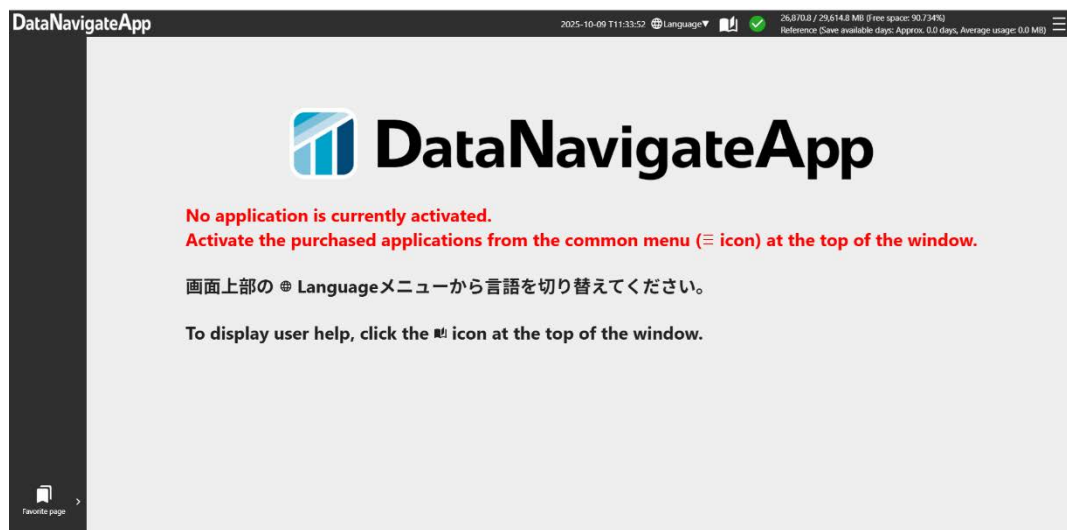 DataNavigateApp
2025-10-09 T11:33:52 Language▼
26,870.8 / 29,614.8 MB (Free space: 90.734%)
Reference (Save available days: Approx. 0.0 days, Average usage: 0.0 MB)
DataNavigateApp
No application is currently activated.
Activate the purchased applications from the common menu (☰ icon) at the top of the window.
画面上部の 🌐 Languageメニューから言語を切り替えてください。
To display user help, click the icon at the top of the window.
Favorite page